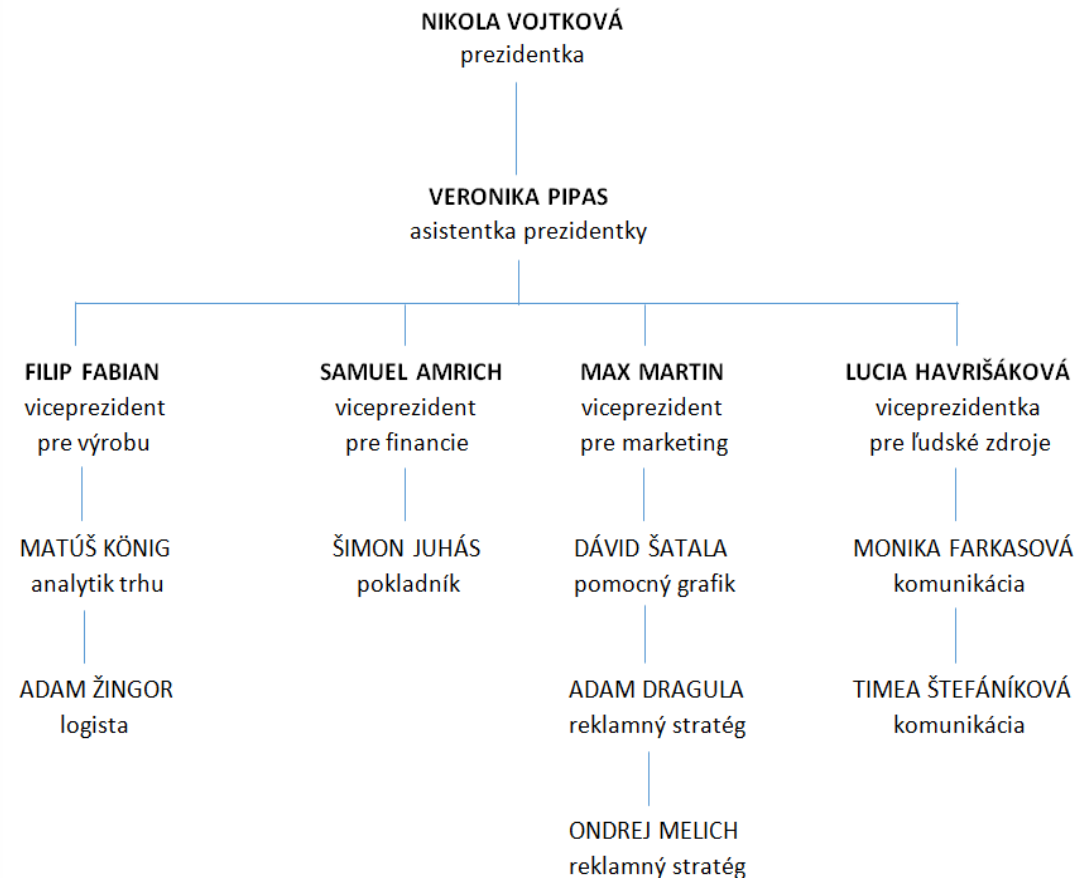 NIKOLA VOJTKOVÁ
prezidentka
VERONIKA PIPAS
asistentka prezidentky
FILIP FABIAN
viceprezident
pre výrobu
SAMUEL AMRICH
viceprezident
pre financie
MAX MARTIN
viceprezident
pre marketing
LUCIA HAVRIŠÁKOVÁ
viceprezidentka
pre ľudské zdroje
MATÚŠ KÖNIG
analytik trhu
ŠIMON JUHÁS
pokladník
DÁVID ŠATALA
pomocný grafik
MONIKA FARKASOVÁ
komunikácia
ADAM ŽINGOR
logista
ADAM DRAGULA
reklamný stratég
TIMEA ŠTEFÁNÍKOVÁ
komunikácia
ONDREJ MELICH
reklamný stratég